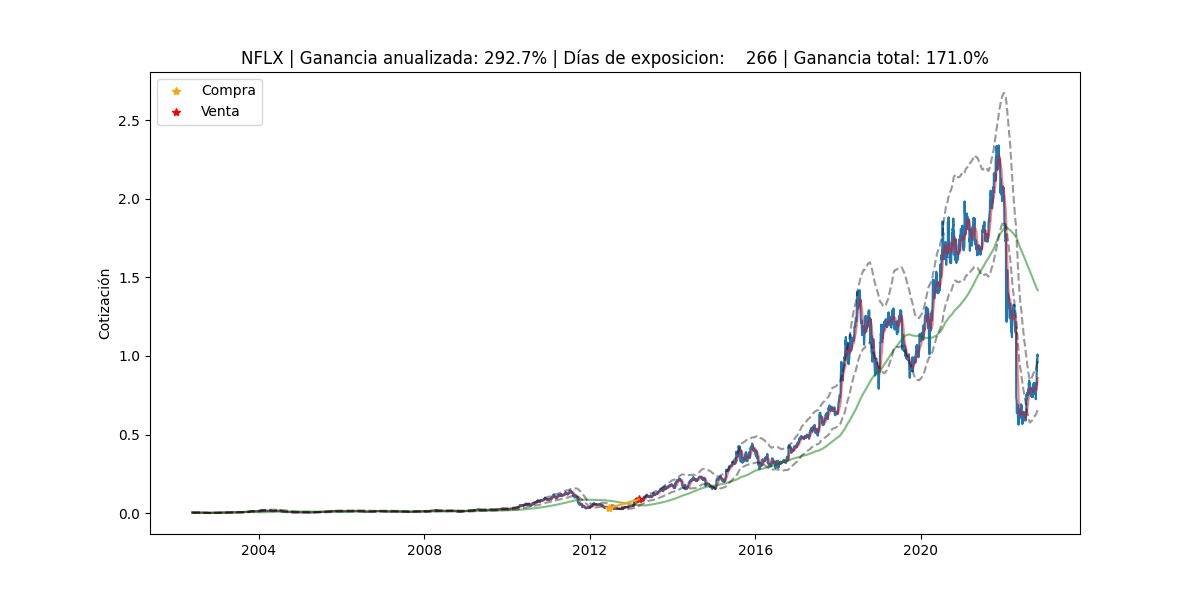 NFLX | Ganancia anualizada: 292.7% | Días de exposicion:    266 | Ganancia total: 171.0%
Compra
Venta
Cotización
2.5
2.0
1.5
1.0
0.5
0.0
2004 2008 2012 2016 2020